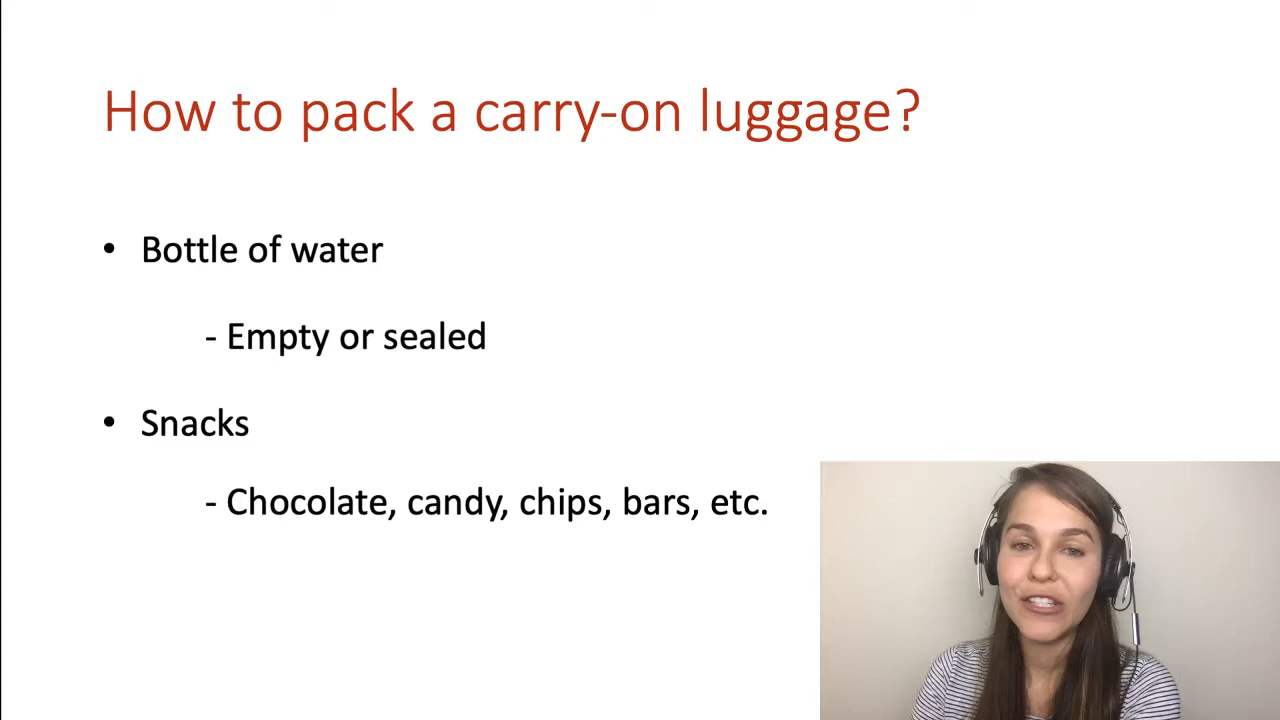 How to pack a carry-on luggage?
• Bottle of water
- Empty or sealed
• Snacks
- Chocolate, candy, chips, bars, etc.